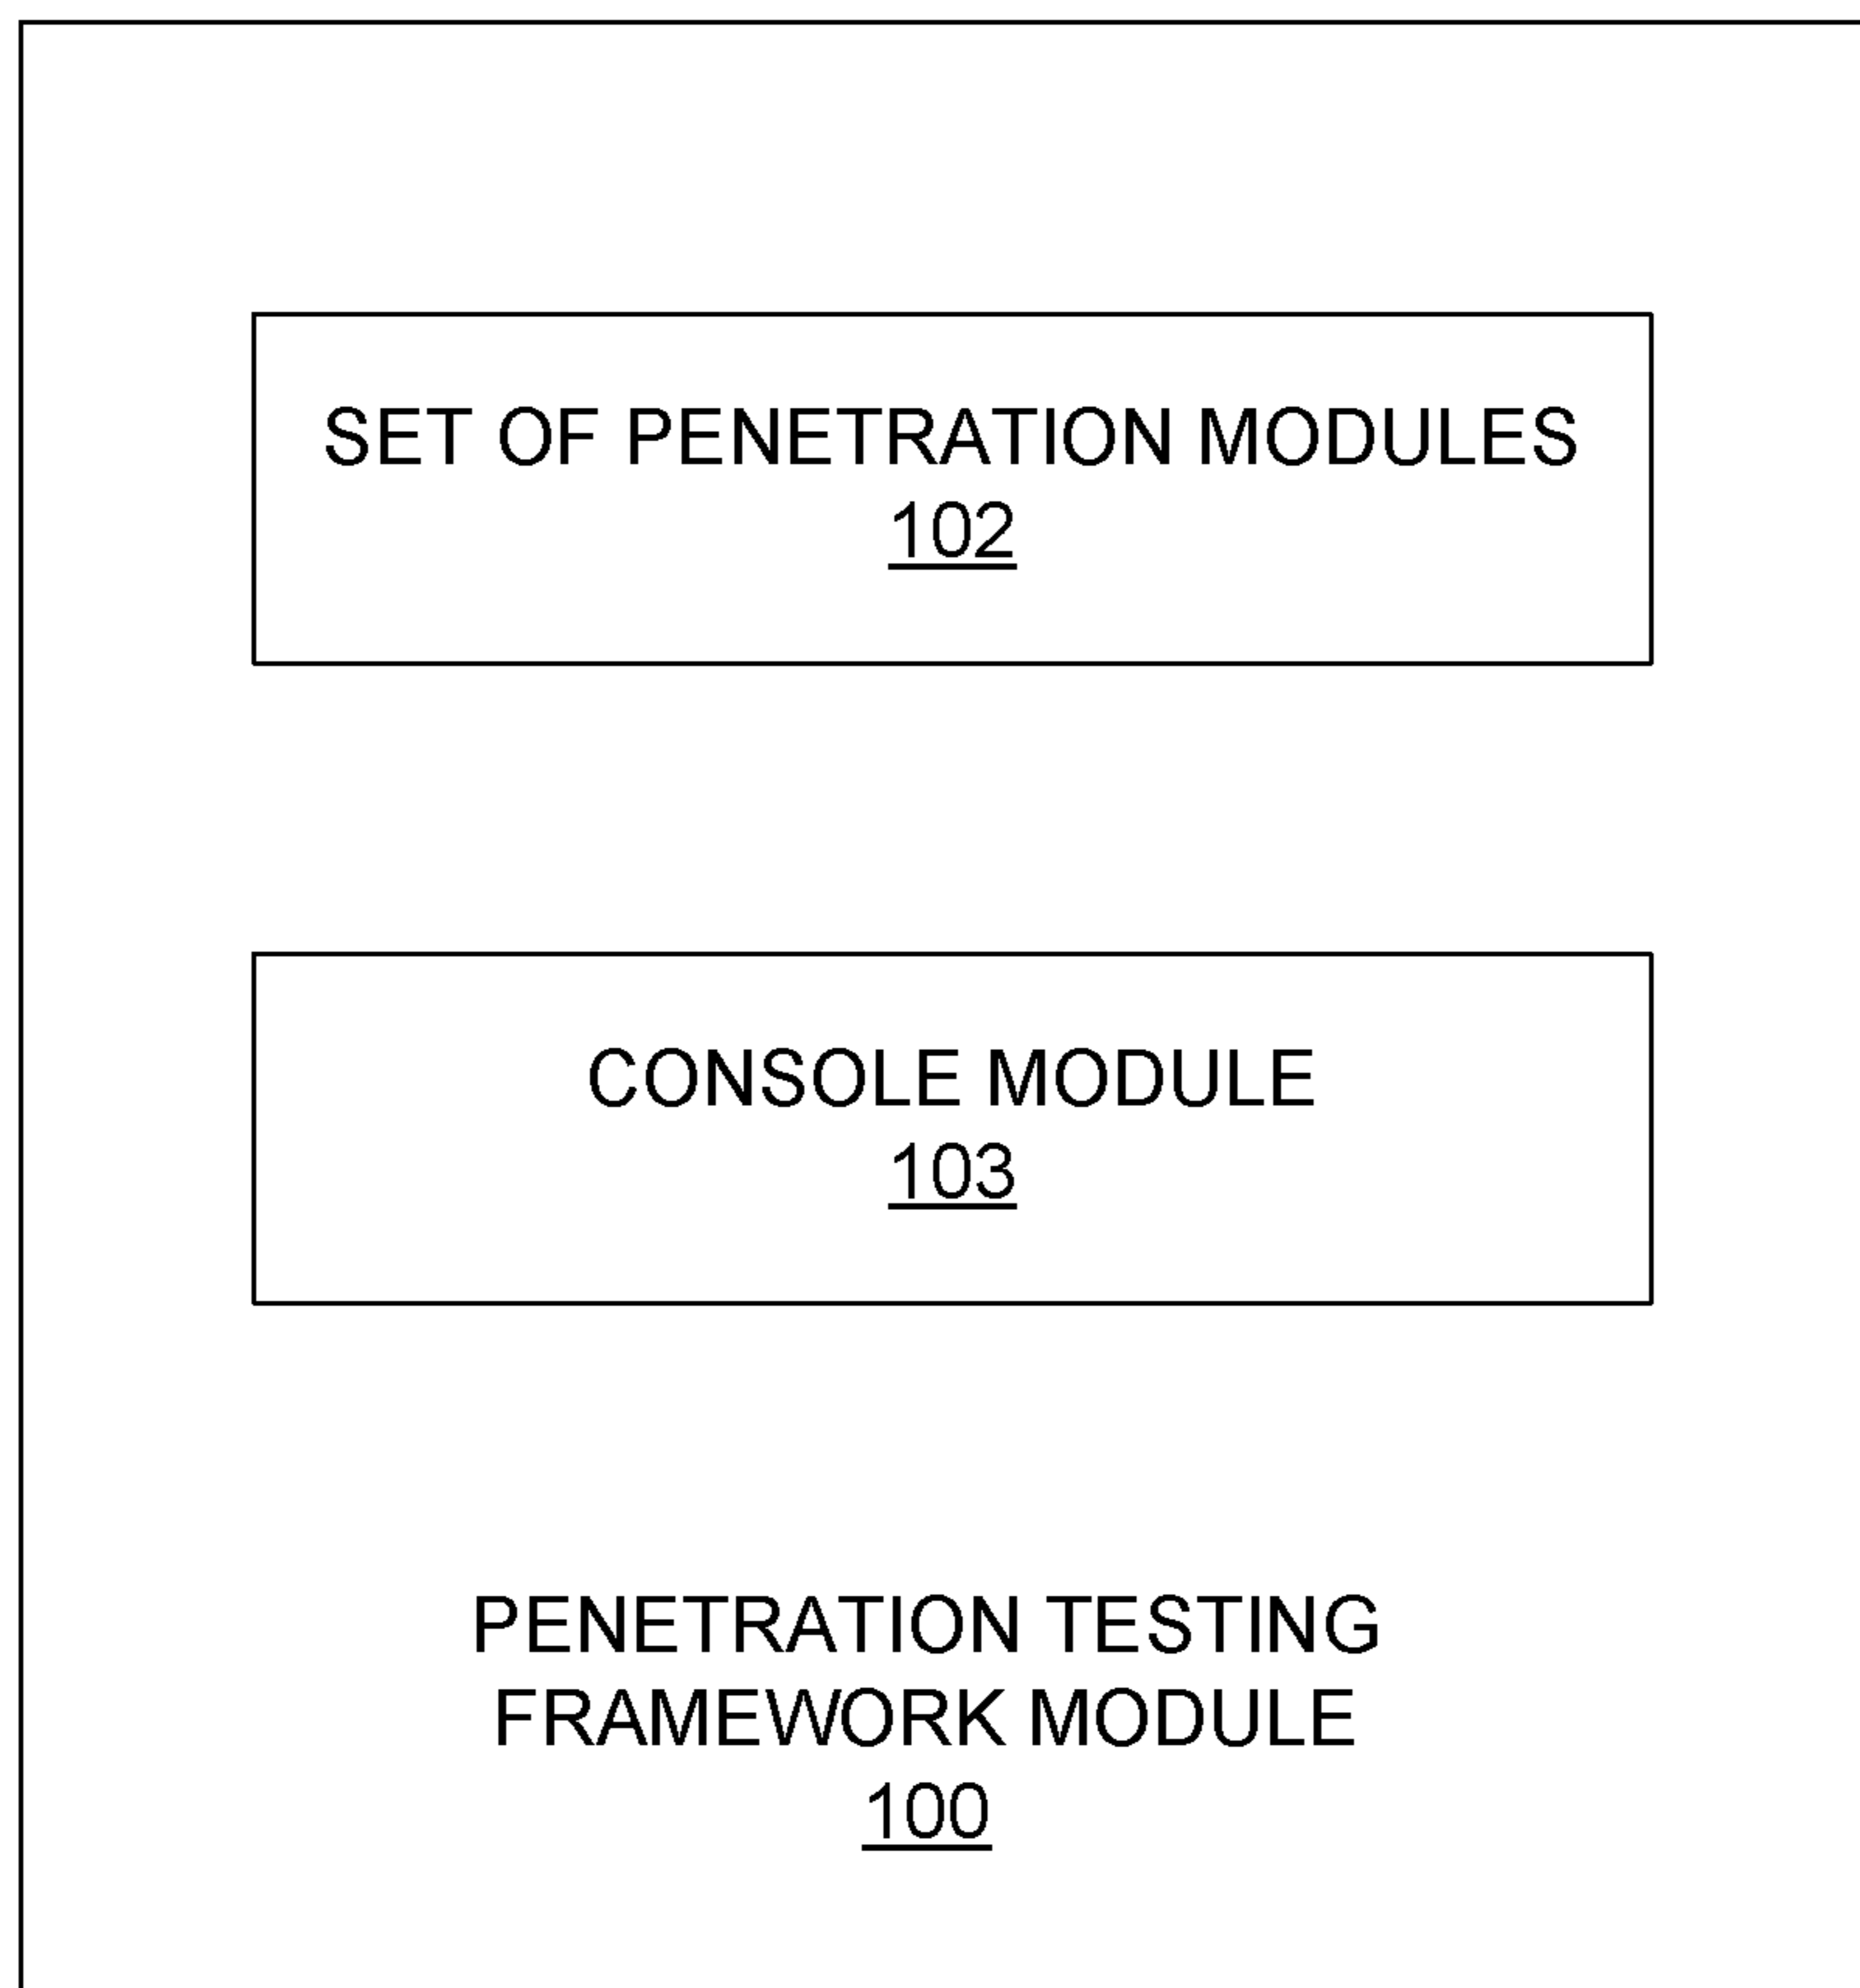 SET OF PENETRATION MODULES
102
CONSOLE MODULE
103
PENETRATION TESTING
FRAMEWORK MODULE
100